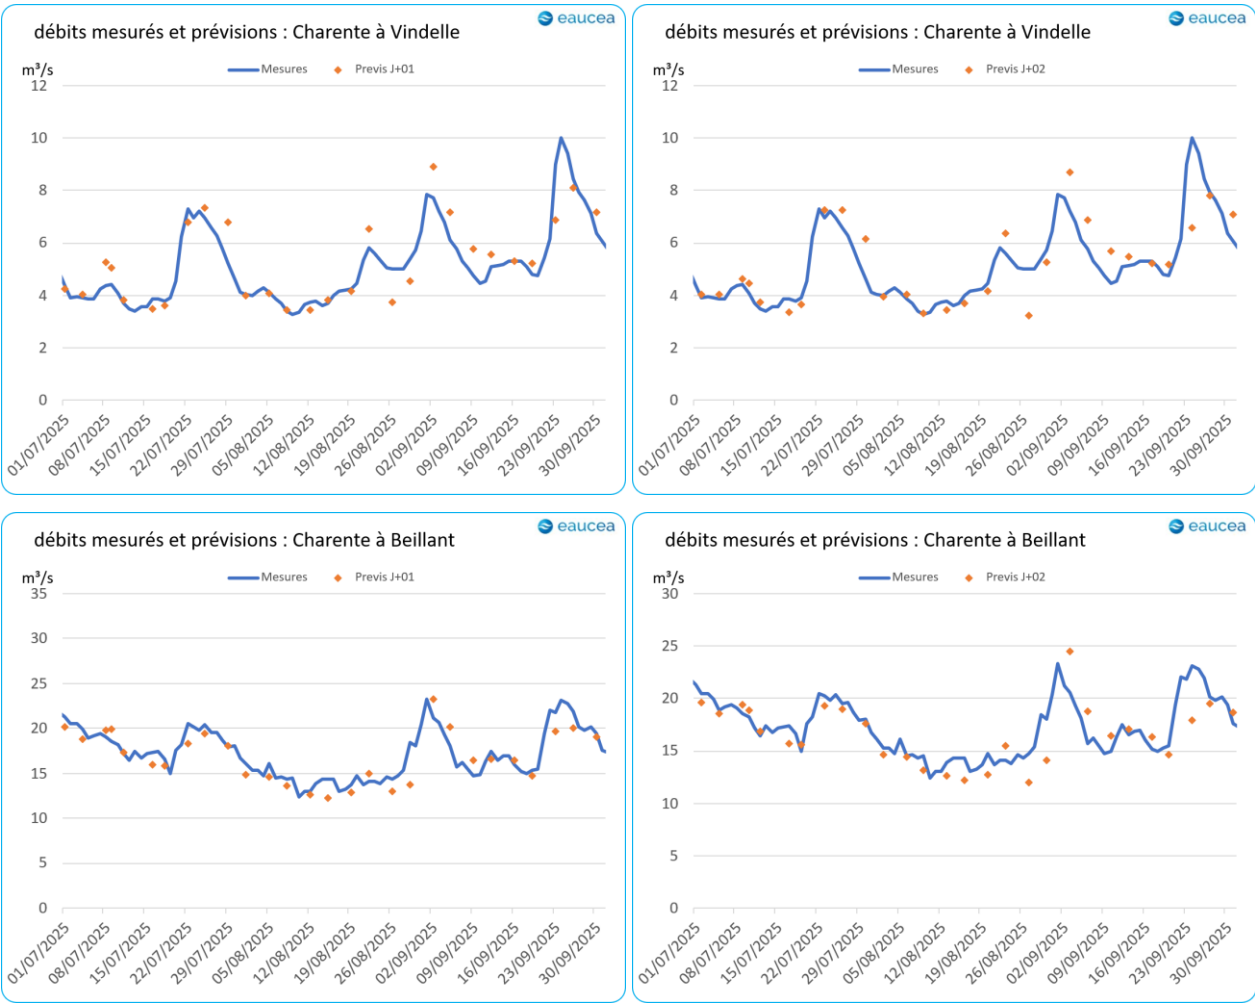 eaucea
débits mesurés et prévisions : Charente à Vindelle
m³/s
Mesures Previs J+01
12
10
8
6
4
2
0
01/07/2025 08/07/2025 15/07/2025 22/07/2025 29/07/2025 05/08/2025 12/08/2025 19/08/2025 26/08/2025 02/09/2025 09/09/2025 16/09/2025 23/09/2025 30/09/2025
eaucea
débits mesurés et prévisions : Charente à Vindelle
m³/s
Mesures Previs J+02
12
10
8
6
4
2
0
01/07/2025 08/07/2025 15/07/2025 22/07/2025 29/07/2025 05/08/2025 12/08/2025 19/08/2025 26/08/2025 02/09/2025 09/09/2025 16/09/2025 23/09/2025 30/09/2025
eaucea
débits mesurés et prévisions : Charente à Beillant
m³/s
Mesures Previs J+01
35
30
25
20
15
10
5
0
01/07/2025 08/07/2025 15/07/2025 22/07/2025 29/07/2025 05/08/2025 12/08/2025 19/08/2025 26/08/2025 02/09/2025 09/09/2025 16/09/2025 23/09/2025 30/09/2025
eaucea
débits mesurés et prévisions : Charente à Beillant
m³/s
Mesures Previs J+02
30
25
20
15
10
5
0
01/07/2025 08/07/2025 15/07/2025 22/07/2025 29/07/2025 05/08/2025 12/08/2025 19/08/2025 26/08/2025 02/09/2025 09/09/2025 16/09/2025 23/09/2025 30/09/2025